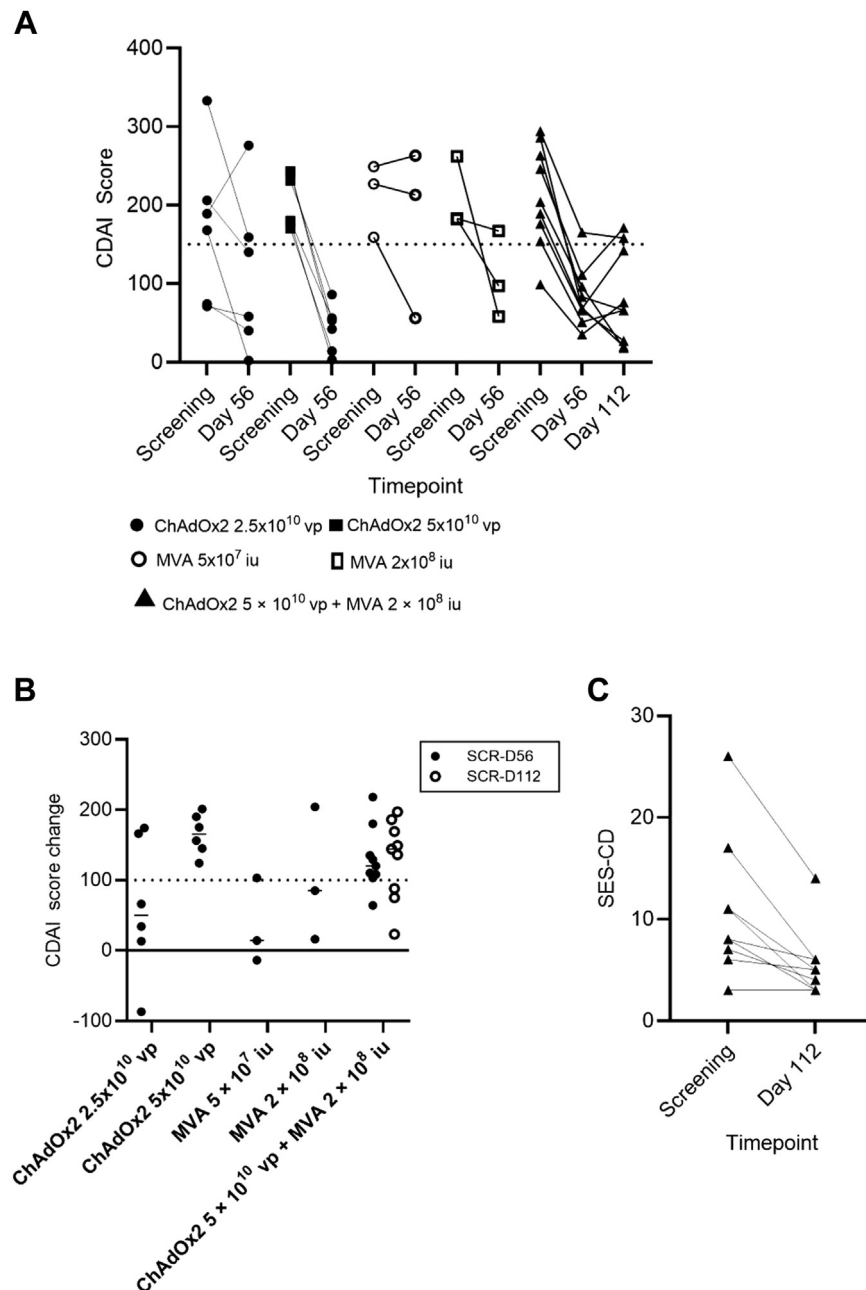 A
400
300
200
100
0
CDAI Score
Screening
Day 56
Screening
Day 56
Screening
Day 56
Screening
Day 56
Screening
Day 56
Day 112
Timepoint
ChAdOx2 2.5x10¹⁰ vp
ChAdOx2 5x10¹⁰ vp
MVA 5x10⁷ iu
MVA 2x10⁸ iu
ChAdOx2 5 × 10¹⁰ vp + MVA 2 × 10⁸ iu
B
300
200
100
0
-100
CDAI score change
SCR-D56
SCR-D112
ChAdOx2 2.5x10¹⁰ vp
ChAdOx2 5x10¹⁰ vp
MVA 5 × 10⁷ iu
MVA 2 × 10⁸ iu
ChAdOx2 5 × 10¹⁰ vp + MVA 2 × 10⁸ iu
C
30
20
10
0
SES-CD
Screening
Day 112
Timepoint